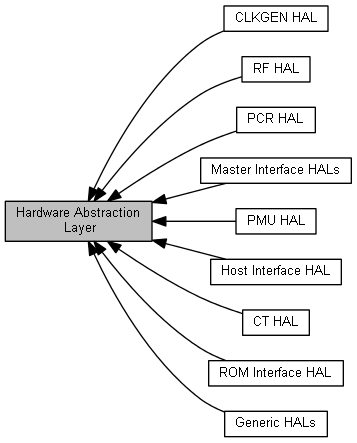 CLKGEN HAL
RF HAL
PCR HAL
Master Interface HALs
Hardware Abstraction
Layer
PMU HAL
Host Interface HAL
CT HAL
ROM Interface HAL
Generic HALs